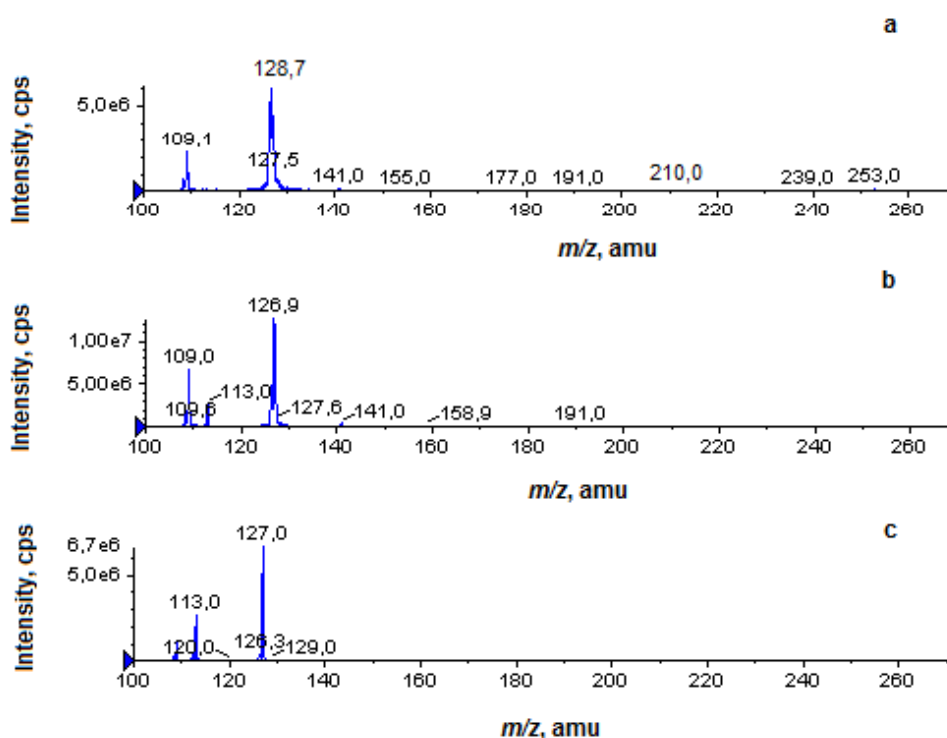 a
Intensity, cps
5,0e6
128,7
109,1
127,5
141,0 155,0 177,0 191,0 210,0 239,0 253,0
100 120 140 160 180 200 220 240 260
m/z, amu
b
Intensity, cps
1,00e7
5,00e6
126,9
109,0
113,0
109,6
127,6
141,0 158,9 191,0
100 120 140 160 180 200 220 240 260
m/z, amu
c
Intensity, cps
6,7e6
5,0e6
127,0
113,0
120,0 126,3 129,0
100 120 140 160 180 200 220 240 260
m/z, amu